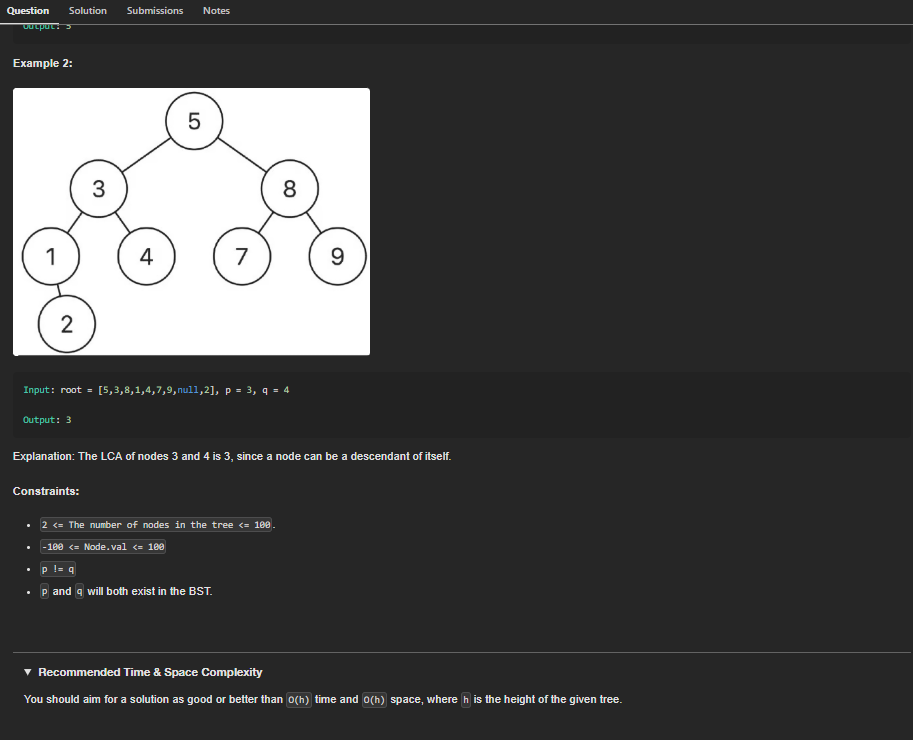 Question Solution Submissions Notes
Output: 5
Example 2:
5
3 8
1 4 7 9
2
Input: root = [5,3,8,1,4,7,9,null,2], p = 3, q = 4
Output: 3
Explanation: The LCA of nodes 3 and 4 is 3, since a node can be a descendant of itself.
Constraints:
• 2 <= The number of nodes in the tree <= 100.
• -100 <= Node.val <= 100
• p != q
• p and q will both exist in the BST.
▼ Recommended Time & Space Complexity
You should aim for a solution as good or better than O(h) time and O(h) space, where h is the height of the given tree.